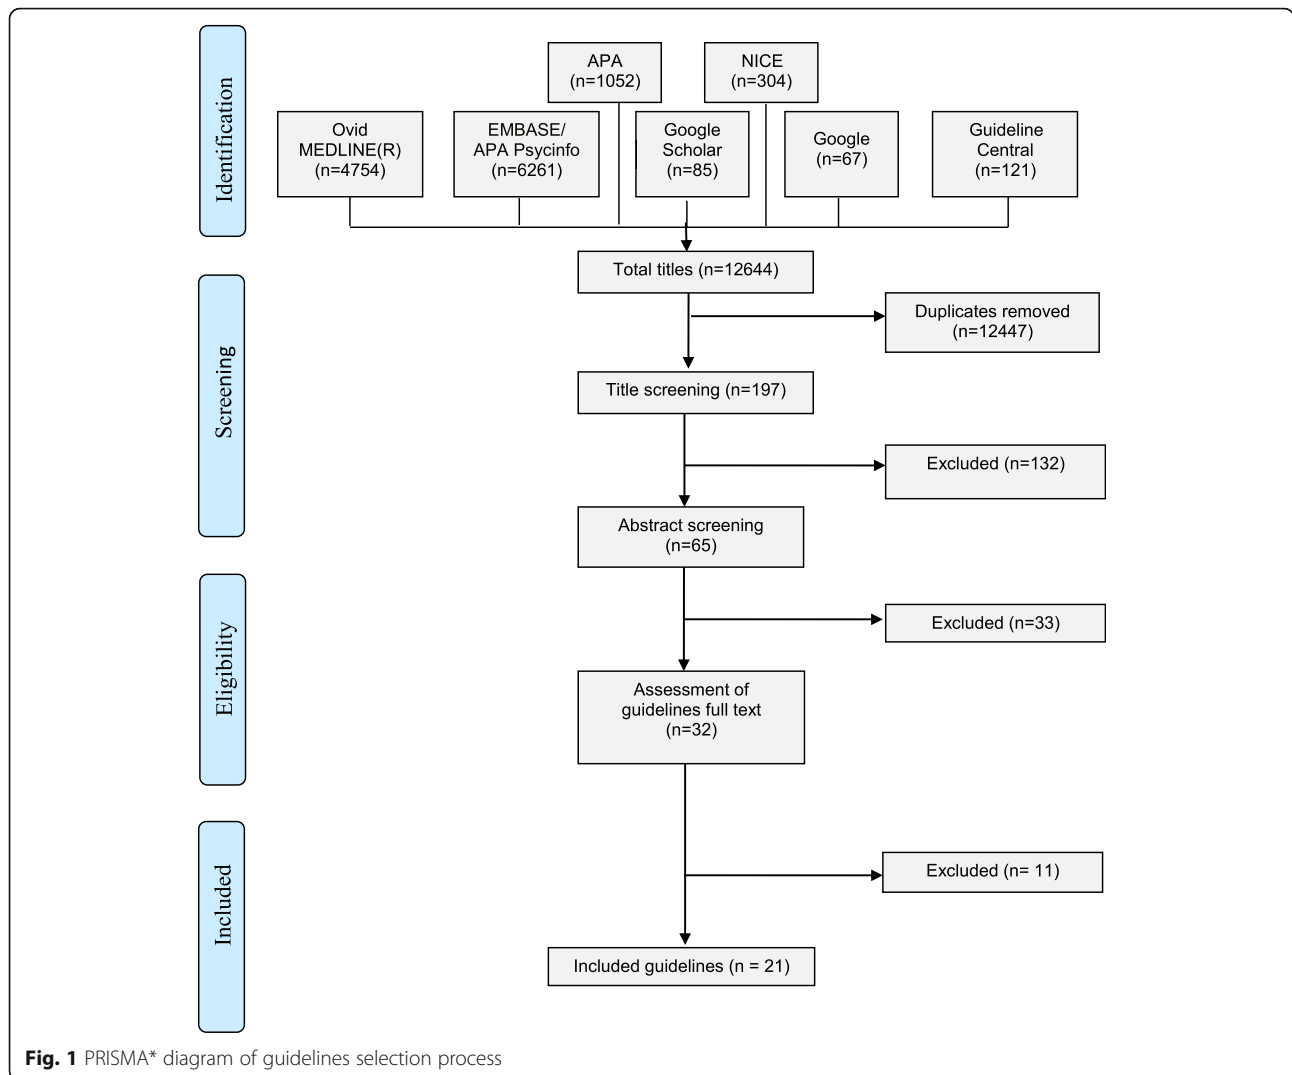 Identification
APA
(n=1052)
NICE
(n=304)
Ovid
MEDLINE(R)
(n=4754)
EMBASE/
APA Psycinfo
(n=6261)
Google
Scholar
(n=85)
Google
(n=67)
Guideline
Central
(n=121)
Total titles (n=12644)
Screening
Duplicates removed
(n=12447)
Title screening (n=197)
Excluded (n=132)
Abstract screening
(n=65)
Eligibility
Excluded (n=33)
Assessment of
guidelines full text
(n=32)
Included
Excluded (n= 11)
Included guidelines (n = 21)
Fig. 1 PRISMA* diagram of guidelines selection process